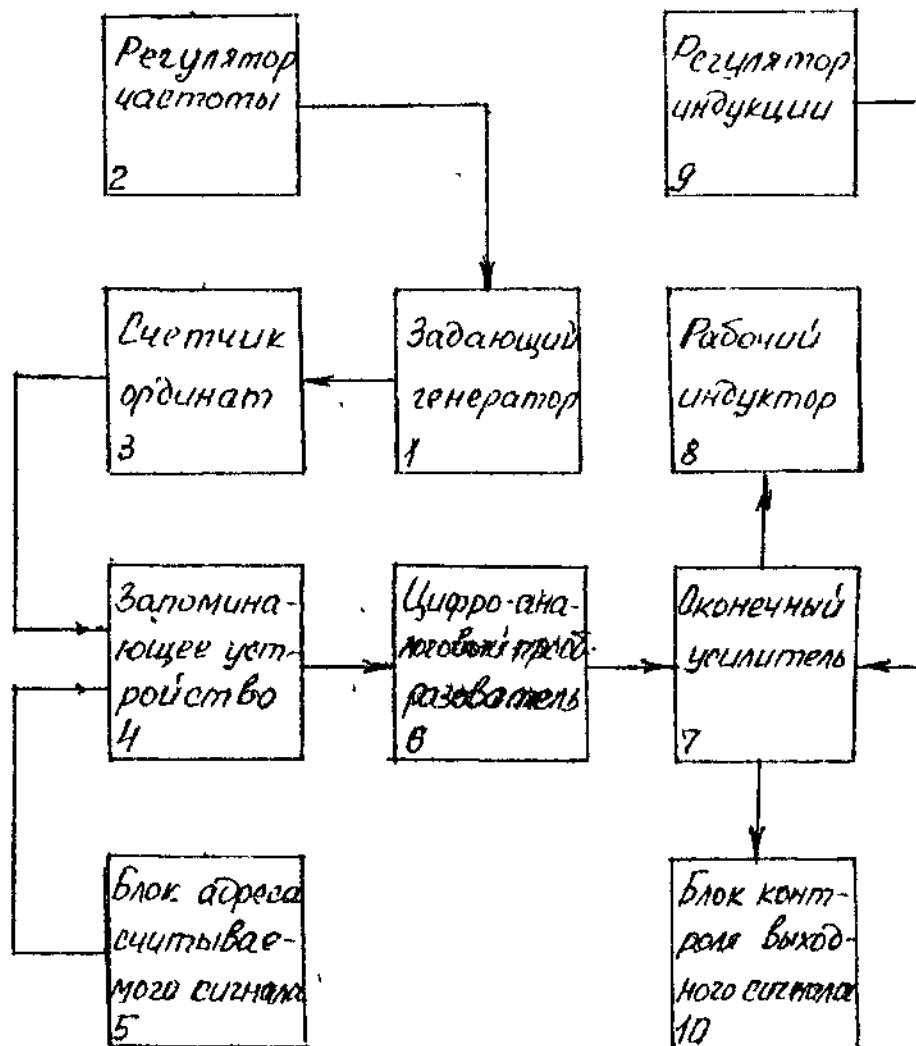 Регулятор
частоты
2
Регулятор
индукции
9
Счетчик
ординат
3
Задающий
генератор
1
Рабочий
индуктор
8
Запомина-
ющее уст-
ройство
4
Цифро-ана-
логовый преоб-
разователь
6
Оконечный
усилитель
7
Блок адреса
считывае-
мого сигнала
5
Блок конт-
роля выход-
ного сигнала
10